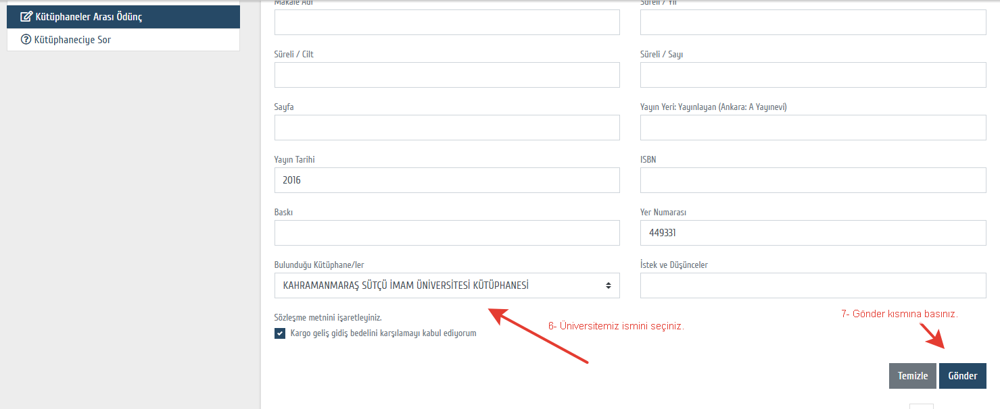 Kütüphaneler Arası Ödünç
Kütüphaneciye Sor
Makale Adı
Süreli / Yıl
Süreli / Cilt
Süreli / Sayı
Sayfa
Yayın Yeri: Yayınlayan (Ankara: A Yayınevi)
Yayın Tarihi
ISBN
2016
Baskı
Yer Numarası
449331
Bulunduğu Kütüphane/ler
İstek ve Düşünceler
KAHRAMANMARAŞ SÜTÇÜ İMAM ÜNİVERSİTESİ KÜTÜPHANESİ
Sözleşme metnini işaretleyiniz.
Kargo geliş gidiş bedelini karşılamayı kabul ediyorum
6- Üniversitemiz ismini seçiniz.
7- Gönder kısmına basınız.
Temizle
Gönder